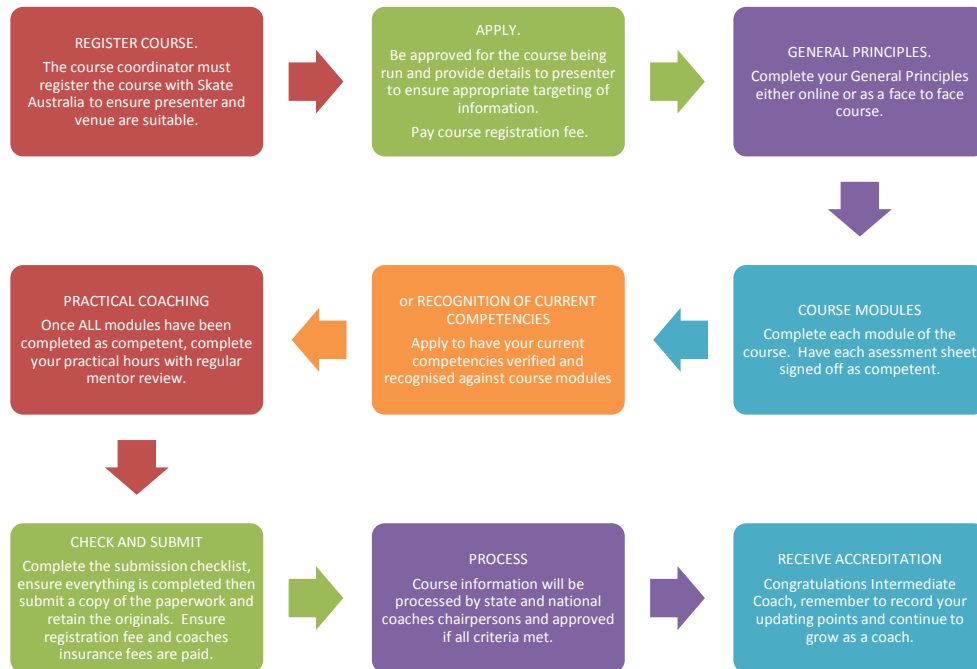 REGISTER COURSE.
The course coordinator must
register the course with Skate
Australia to ensure presenter and
venue are suitable.
APPLY.
Be approved for the course being
run and provide details to presenter
to ensure appropriate targeting of
information.
Pay course registration fee.
GENERAL PRINCIPLES.
Complete your General Principles
either online or as a face to face
course.
COURSE MODULES
Complete each module of the
course.  Have each asessment sheet
signed off as competent.
or RECOGNITION OF CURRENT
COMPETENCIES
Apply to have your current
competencies verified and
recognised against course modules
PRACTICAL COACHING
Once ALL modules have been
completed as competent, complete
your practical hours with regular
mentor review.
CHECK AND SUBMIT
Complete the submission checklist,
ensure everything is completed then
submit a copy of the paperwork and
retain the originals.  Ensure
registration fee and coaches
insurance fees are paid.
PROCESS
Course information will be
processed by state and national
coaches chairpersons and approved
if all criteria met.
RECEIVE ACCREDITATION
Congratulations Intermediate
Coach, remember to record your
updating points and continue to
grow as a coach.